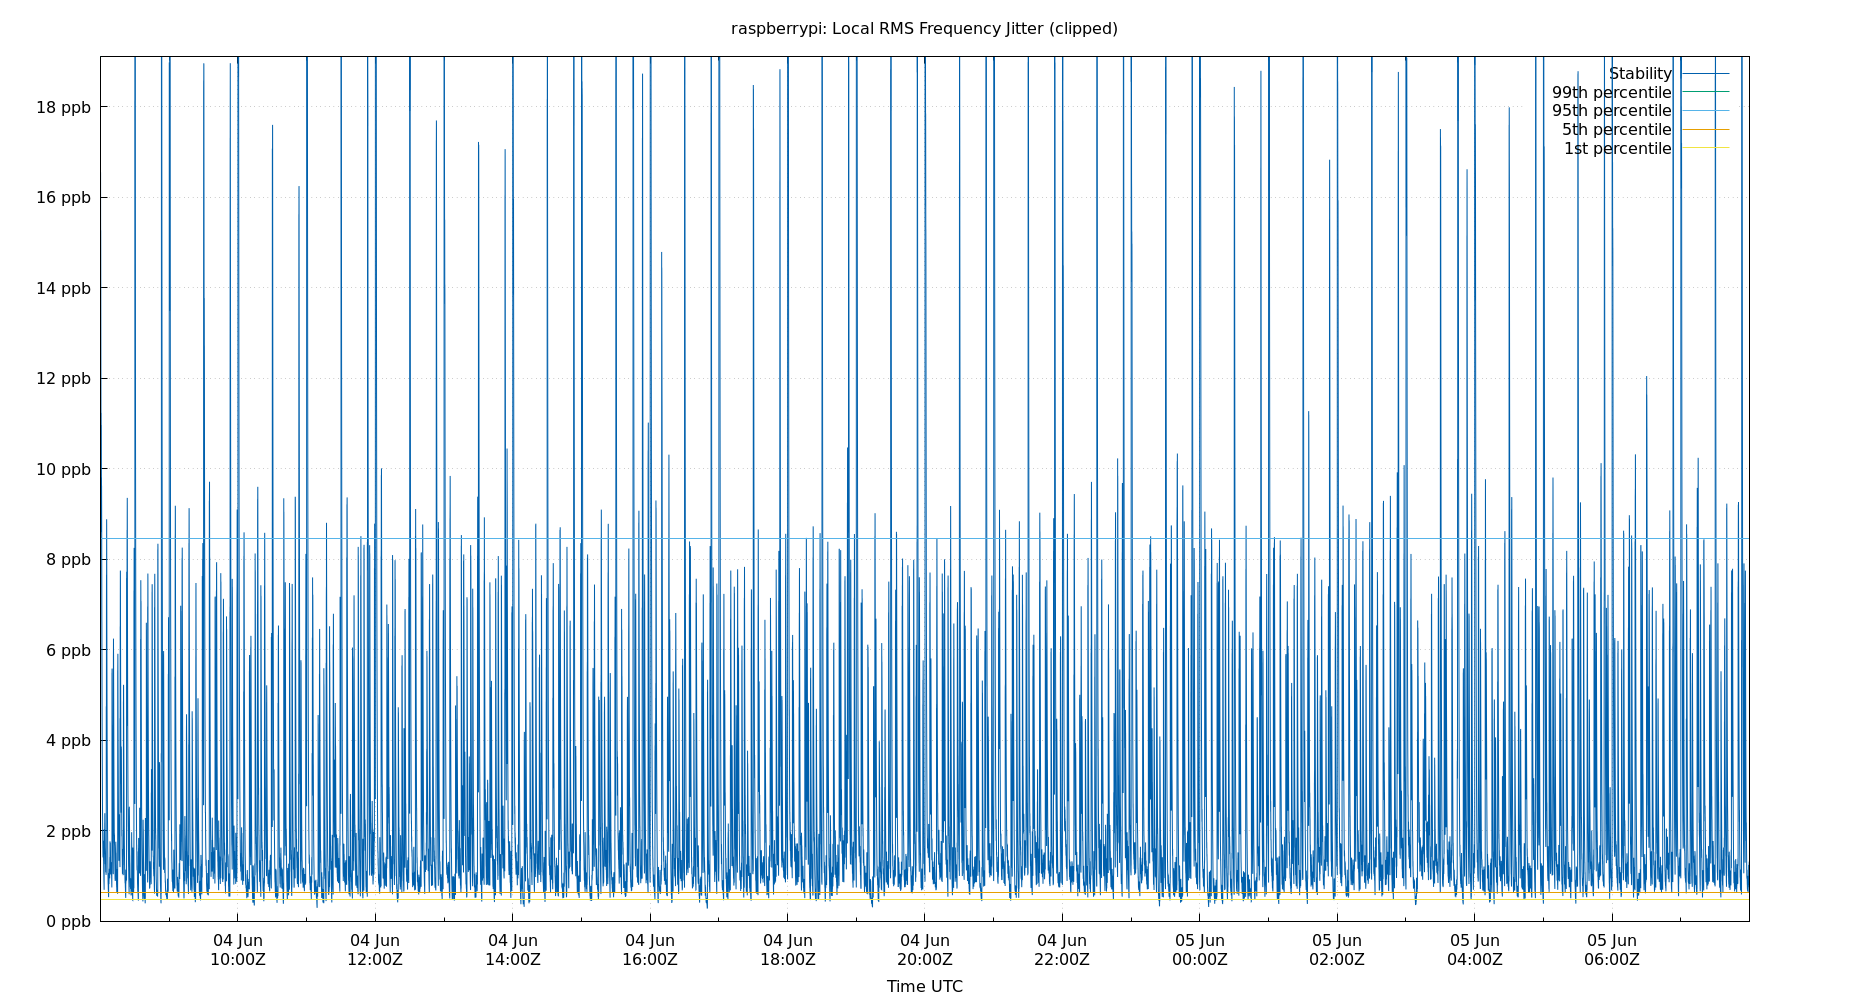 raspberrypi: Local RMS Frequency Jitter (clipped)
Stability
99th percentile
95th percentile
5th percentile
1st percentile
18 ppb
16 ppb
14 ppb
12 ppb
10 ppb
8 ppb
6 ppb
4 ppb
2 ppb
0 ppb
04 Jun 04 Jun 04 Jun 04 Jun 04 Jun 04 Jun 04 Jun 05 Jun 05 Jun 05 Jun 05 Jun
10:00Z 12:00Z 14:00Z 16:00Z 18:00Z 20:00Z 22:00Z 00:00Z 02:00Z 04:00Z 06:00Z
Time UTC